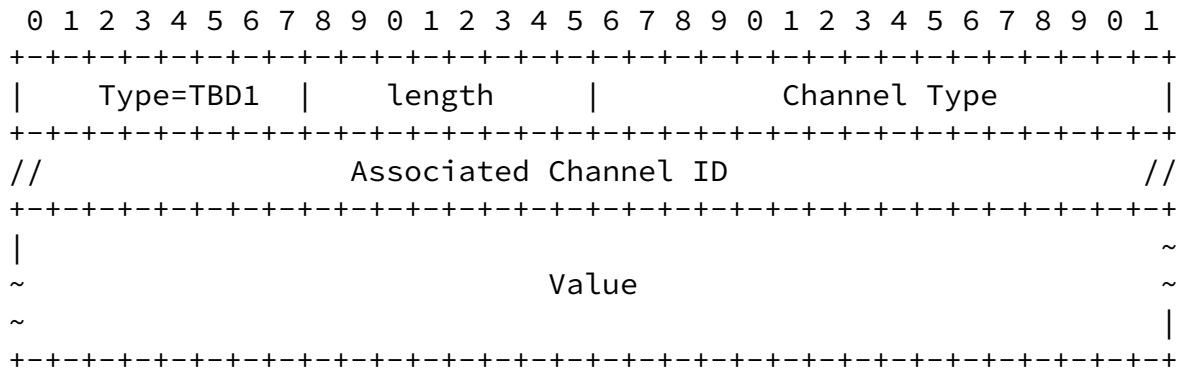 0 1 2 3 4 5 6 7 8 9 0 1 2 3 4 5 6 7 8 9 0 1 2 3 4 5 6 7 8 9 0 1
+-+-+-+-+-+-+-+-+-+-+-+-+-+-+-+-+-+-+-+-+-+-+-+-+-+-+-+-+-+-+-+-+
|    Type=TBD1   |    length     |          Channel Type         |
+-+-+-+-+-+-+-+-+-+-+-+-+-+-+-+-+-+-+-+-+-+-+-+-+-+-+-+-+-+-+-+-+
//                 Associated Channel ID                       //
+-+-+-+-+-+-+-+-+-+-+-+-+-+-+-+-+-+-+-+-+-+-+-+-+-+-+-+-+-+-+-+-+
|                                                               ~
~                             Value                             ~
~                                                               |
+-+-+-+-+-+-+-+-+-+-+-+-+-+-+-+-+-+-+-+-+-+-+-+-+-+-+-+-+-+-+-+-+